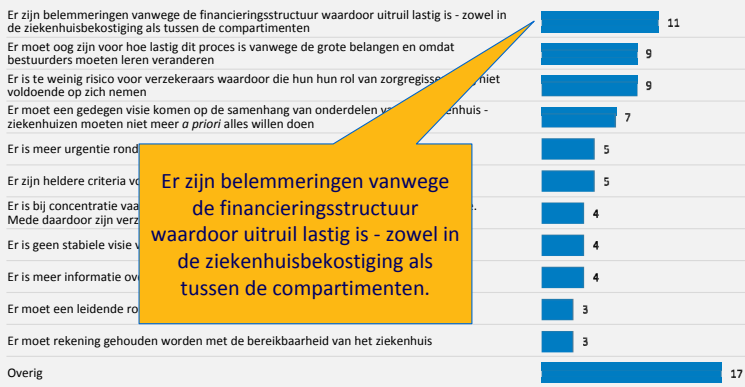 Er zijn belemmeringen vanwege de financieringsstructuur waardoor uitruil lastig is - zowel in
de ziekenhuisbekostiging als tussen de compartimenten
11
Er moet oog zijn voor hoe lastig dit proces is vanwege de grote belangen en omdat
bestuurders moeten leren veranderen
9
Er is te weinig risico voor verzekeraars waardoor die hun hun rol van zorgregisse niet
voldoende op zich nemen
9
Er moet een gedegen visie komen op de samenhang van onderdelen enhuis -
ziekenhuizen moeten niet meer a priori alles willen doen
7
Er is meer urgentie rond
5
Er zijn heldere criteria
5
Er is bij concentratie
Mede daardoor zijn
4
Er is geen stabiele visie
4
Er is meer informatie
4
Er moet een leidende
3
Er moet rekening gehouden worden met de bereikbaarheid van het ziekenhuis
3
Overig
17
Er zijn belemmeringen vanwege
de financieringsstructuur
waardoor uitruil lastig is - zowel in
de ziekenhuisbekostiging als
tussen de compartimenten.